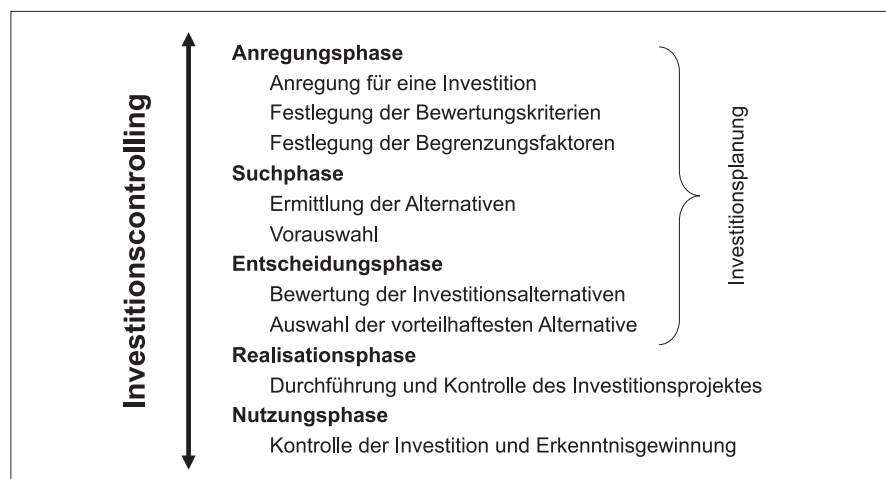 Investitionscontrolling
Anregungsphase
Anregung für eine Investition
Festlegung der Bewertungskriterien
Festlegung der Begrenzungsfaktoren
Suchphase
Ermittlung der Alternativen
Vorauswahl
Entscheidungsphase
Bewertung der Investitionsalternativen
Auswahl der vorteilhaftesten Alternative
Realisationsphase
Durchführung und Kontrolle des Investitionsprojektes
Nutzungsphase
Kontrolle der Investition und Erkenntnisgewinnung
Investitionsplanung